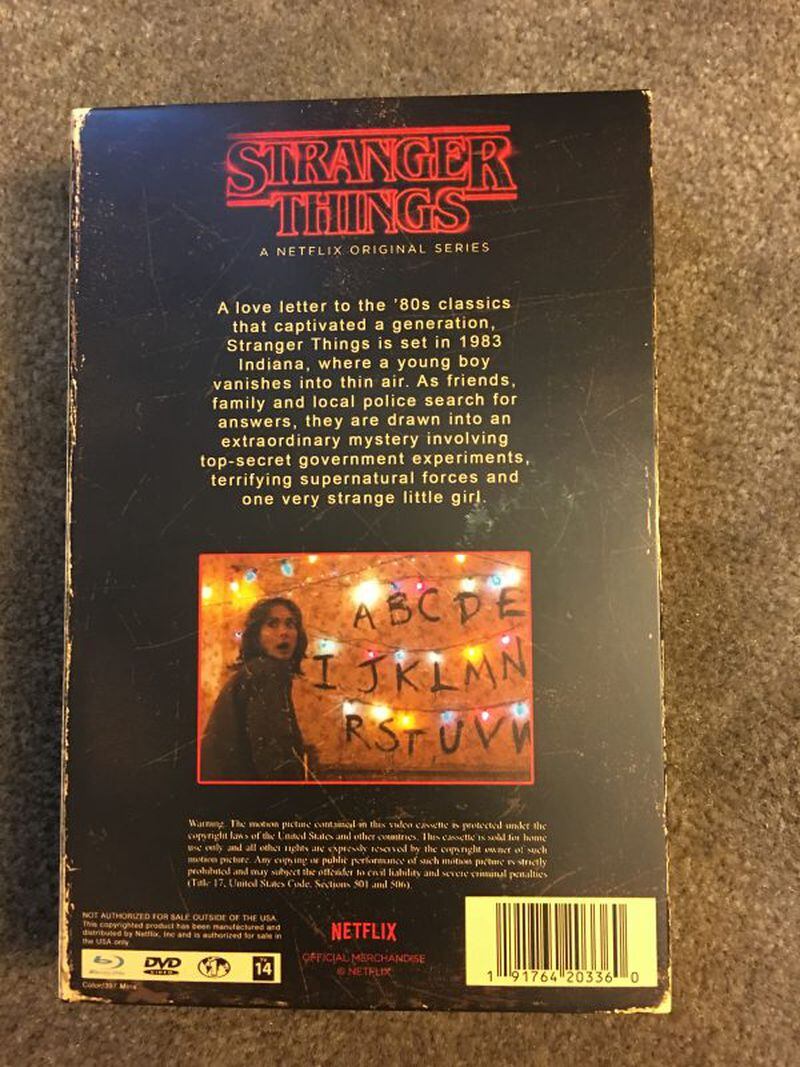 STRANGER
THINGS
A NETFLIX ORIGINAL SERIES
A love letter to the '80s classics
that captivated a generation,
Stranger Things is set in 1983
Indiana, where a young boy
vanishes into thin air. As friends,
family and local police search for
answers, they are drawn into an
extraordinary mystery involving
top-secret government experiments,
terrifying supernatural forces and
one very strange little girl.
A B C D E
I J K L M N
R S T U V
Warning. The motion picture contained in this video cassette is protected under the
copyright laws of the United States and other countries. This cassette is sold for home
use only and all other rights are expressly reserved by the copyright owner of such
motion picture. Any copying or public performance of such motion picture is strictly
prohibited and may subject the offender to civil liability and severe criminal penalties
(Title 17, United States Code, Sections 501 and 506).
NOT AUTHORIZED FOR SALE OUTSIDE OF THE USA
This copyrighted product has been manufactured and
distributed by Netflix, Inc and is authorized for sale in
the USA only
Blu-ray Disc DVD VIDEO TV 14
Color/397 Mins
NETFLIX
OFFICIAL MERCHANDISE
© NETFLIX
1 91764 20336 0